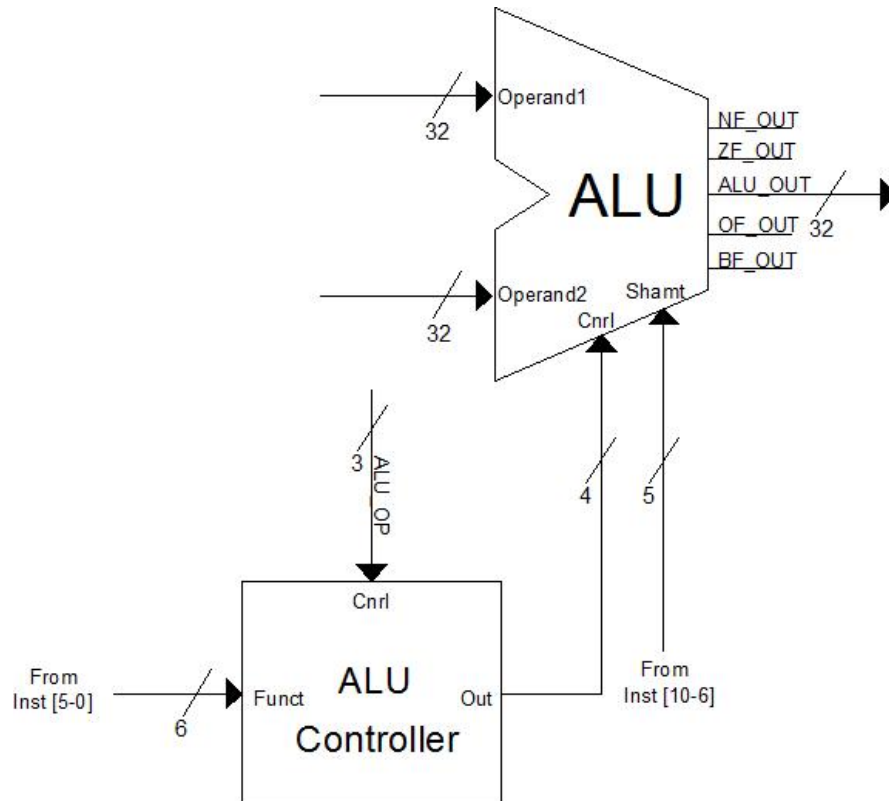 Operand1
32
NF_OUT
ZF_OUT
ALU
ALU_OUT
32
OF_OUT
BF_OUT
Operand2
32
Shamt
Cnrl
3
ALU_OP
4
5
Cnrl
From
Inst [5-0]
6
Funct
ALU
Controller
Out
From
Inst [10-6]